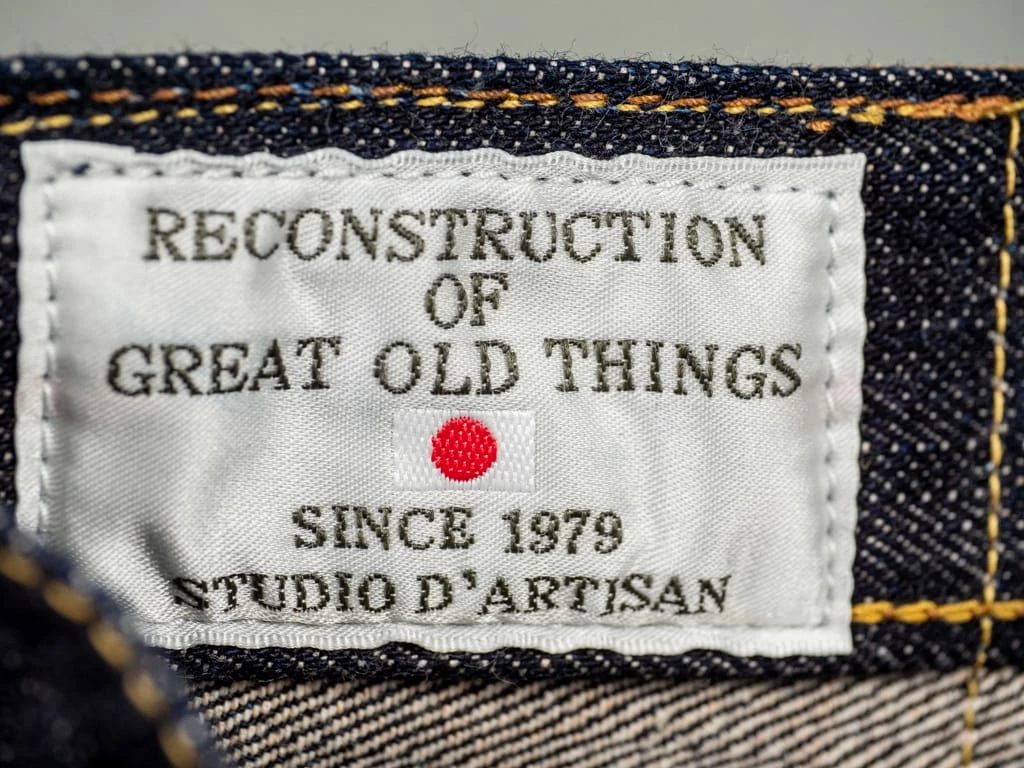 RECONSTRUCTION
OF
GREAT OLD THINGS
SINCE 1979
STUDIO D'ARTISAN